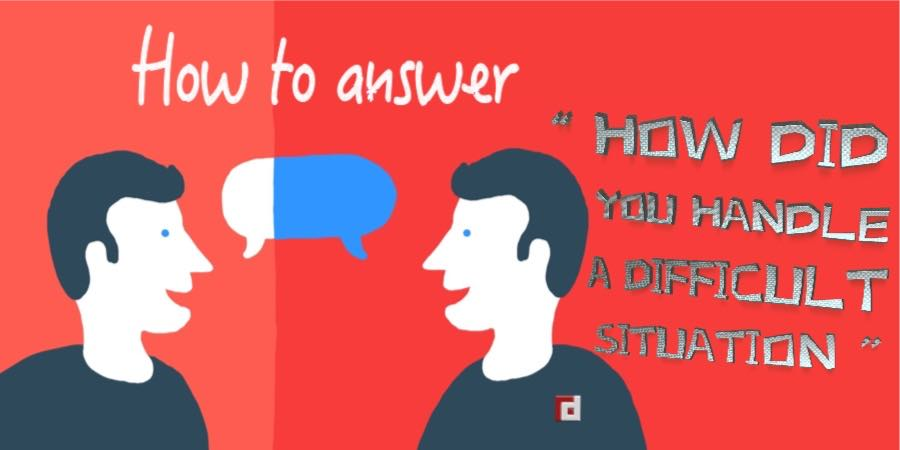 How to answer
“ HOW DID
YOU HANDLE
A DIFFICULT
SITUATION ”